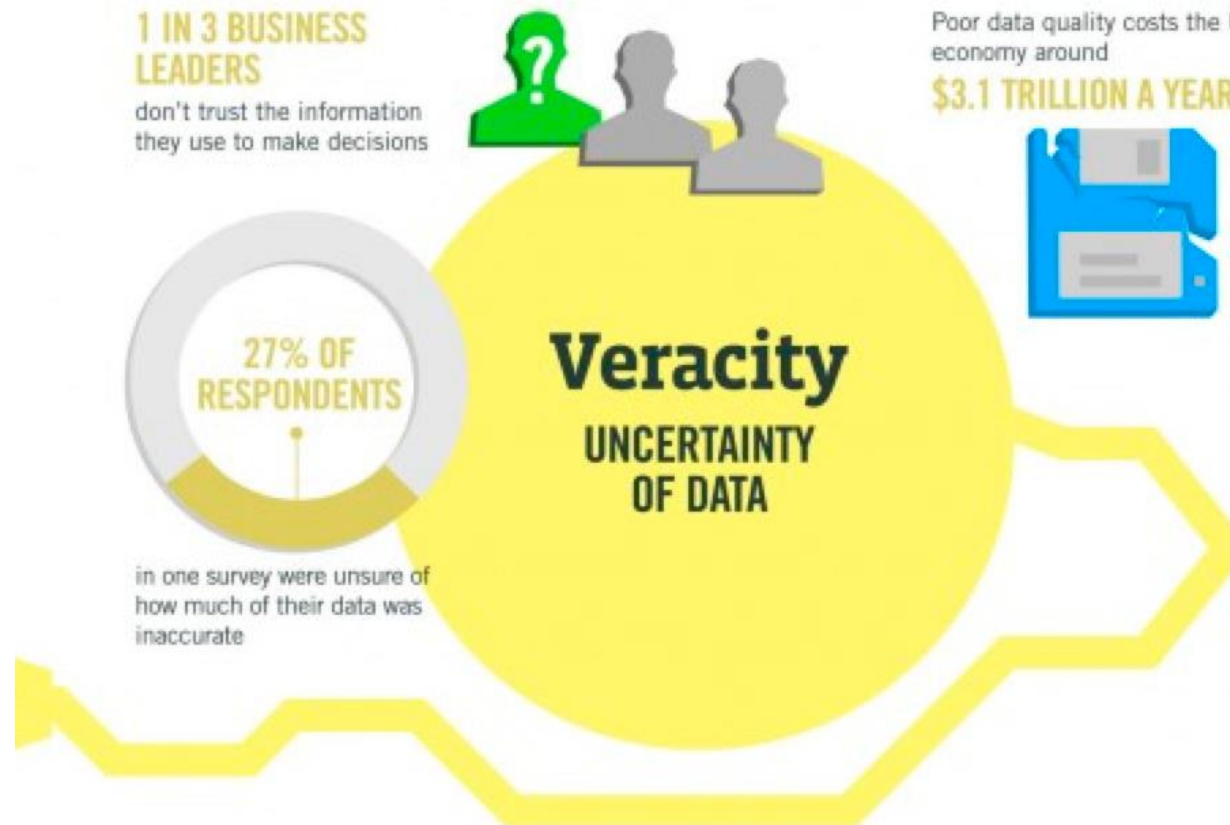 1 IN 3 BUSINESS
LEADERS
don't trust the information
they use to make decisions
?
Poor data quality costs the
economy around
$3.1 TRILLION A YEAR
27% OF
RESPONDENTS
in one survey were unsure of
how much of their data was
inaccurate
Veracity
UNCERTAINTY
OF DATA